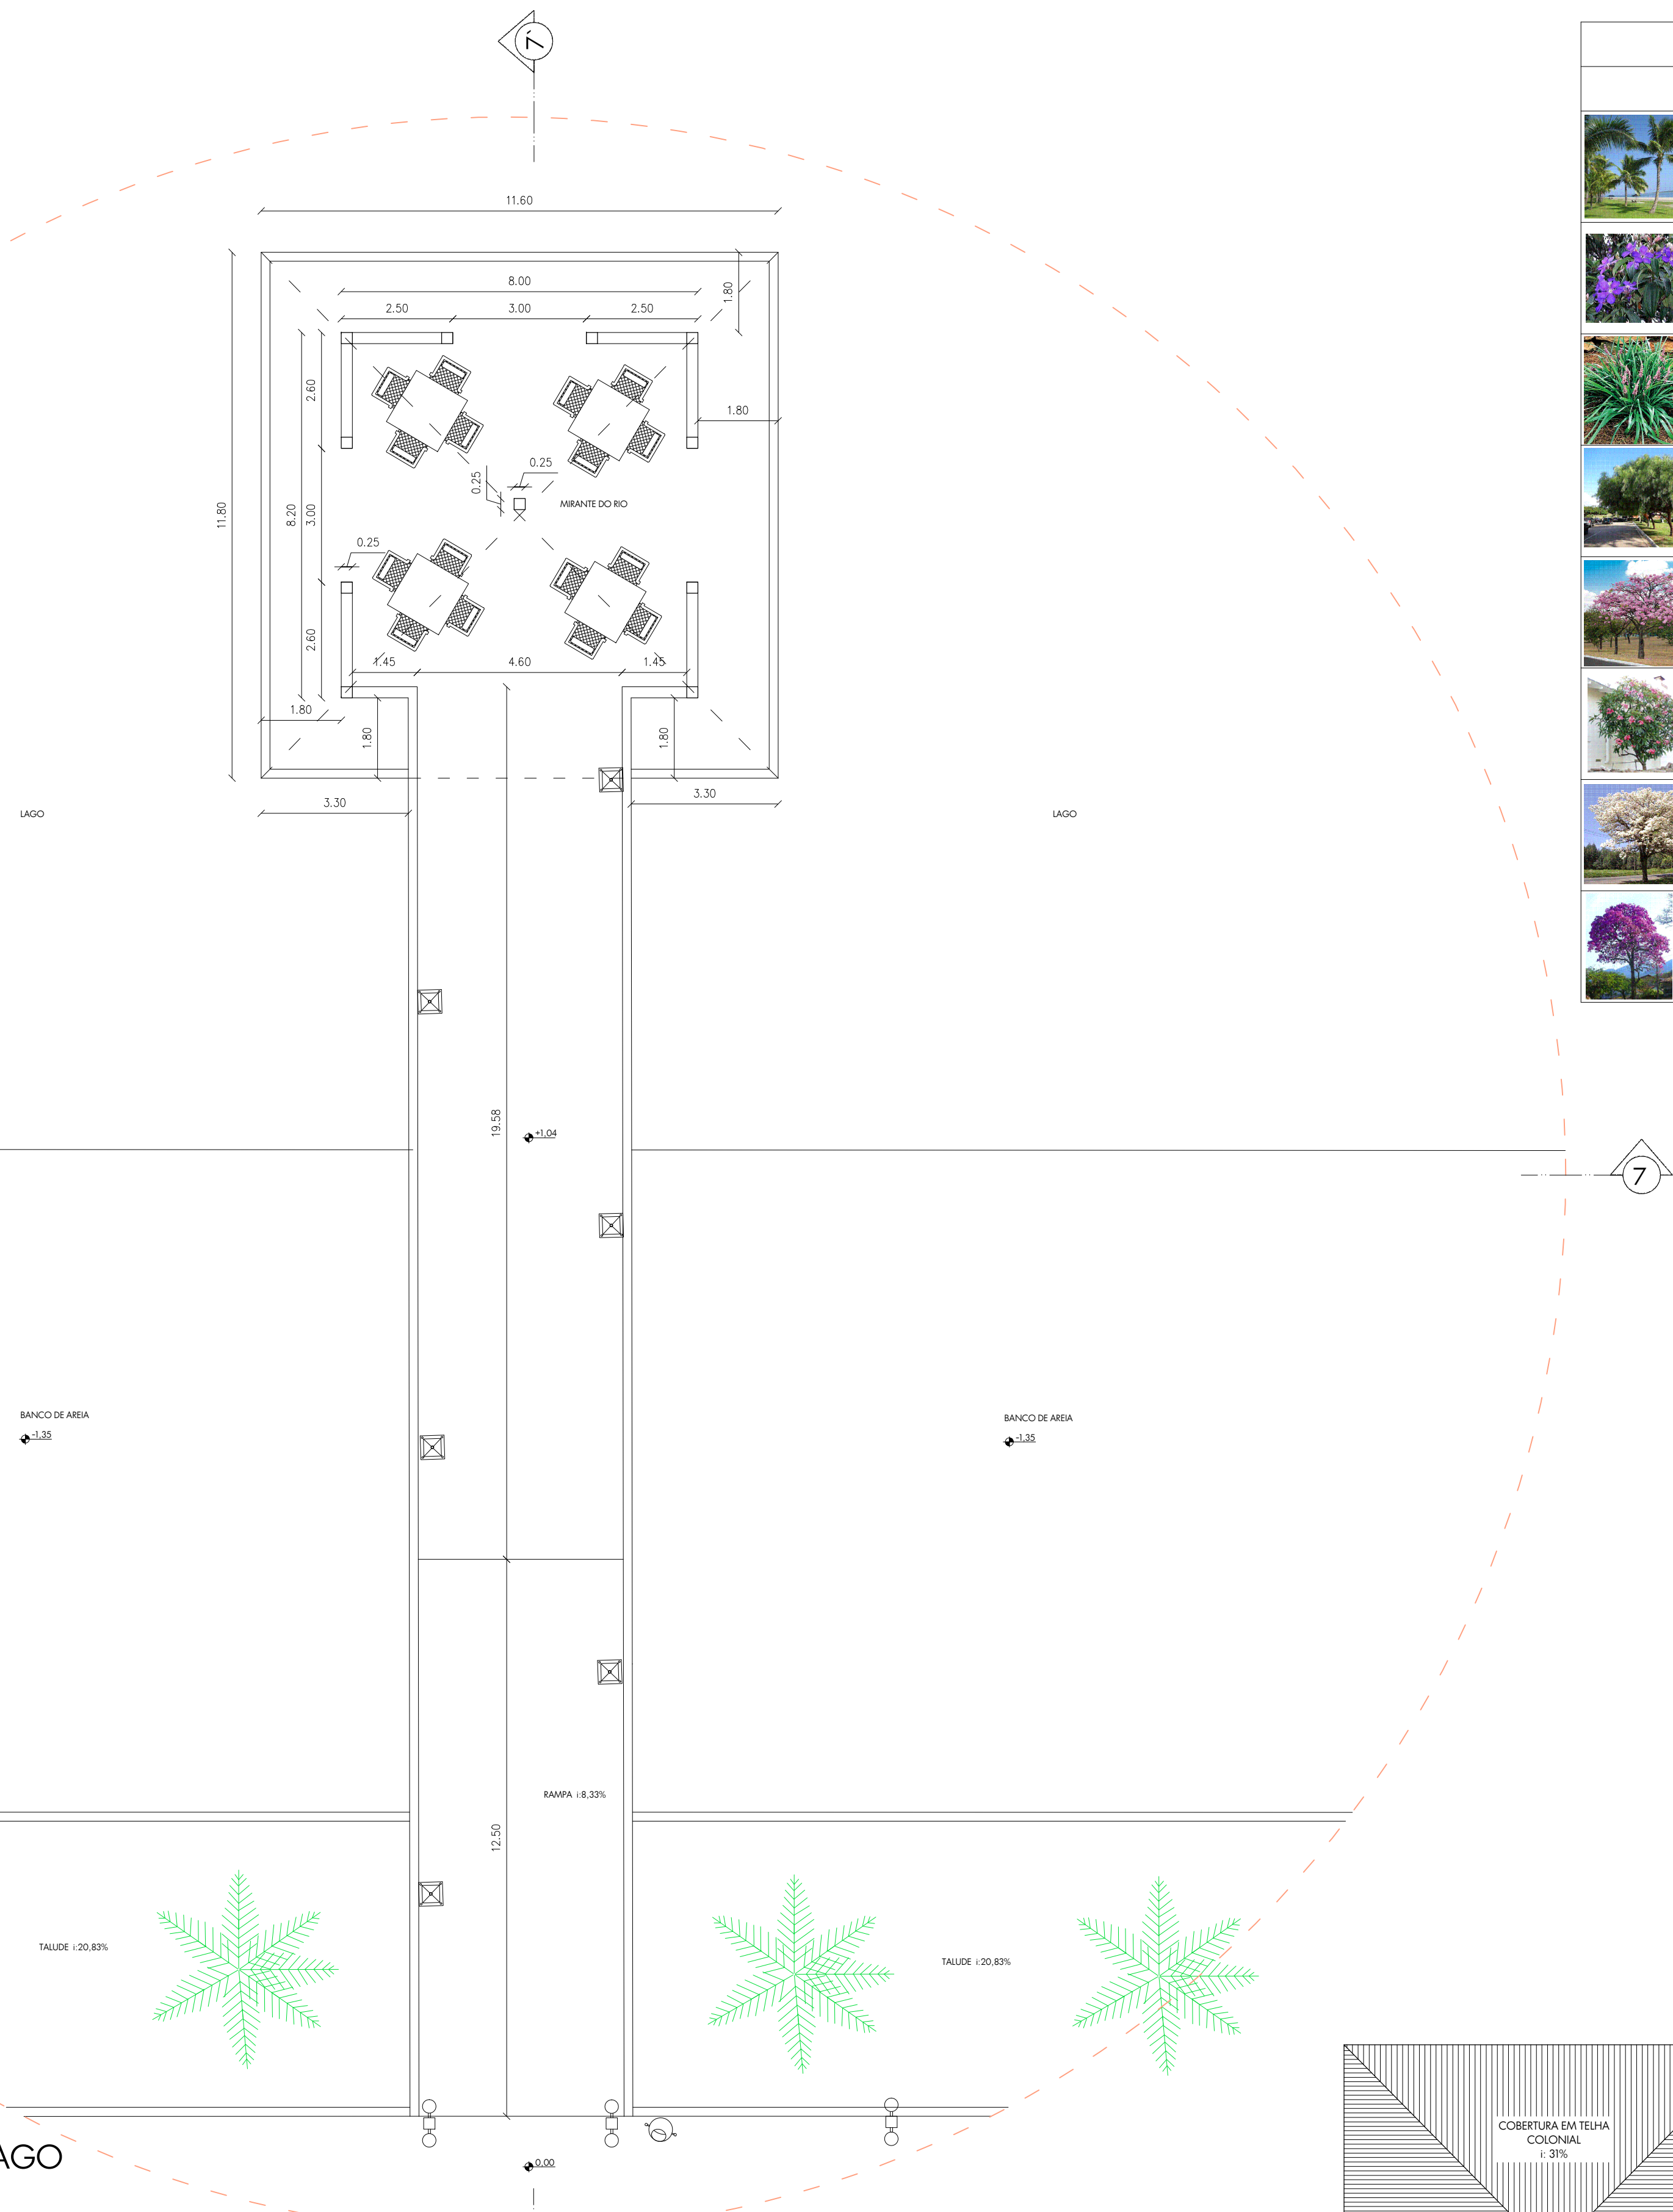 7'
11.60
8.00
1.80
2.50
3.00
2.50
2.60
1.80
0.25
0.25
MIRANTE DO RIO
11.80
8.20
3.00
0.25
2.60
1.45
4.60
1.45
1.80
1.80
1.80
3.30
3.30
LAGO
LAGO
19.58
+1,04
7
BANCO DE AREIA
-1,35
BANCO DE AREIA
-1,35
RAMPA i:8,33%
12.50
TALUDE i:20,83%
TALUDE i:20,83%
COBERTURA EM TELHA
COLONIAL
i: 31%
AGO
0,00